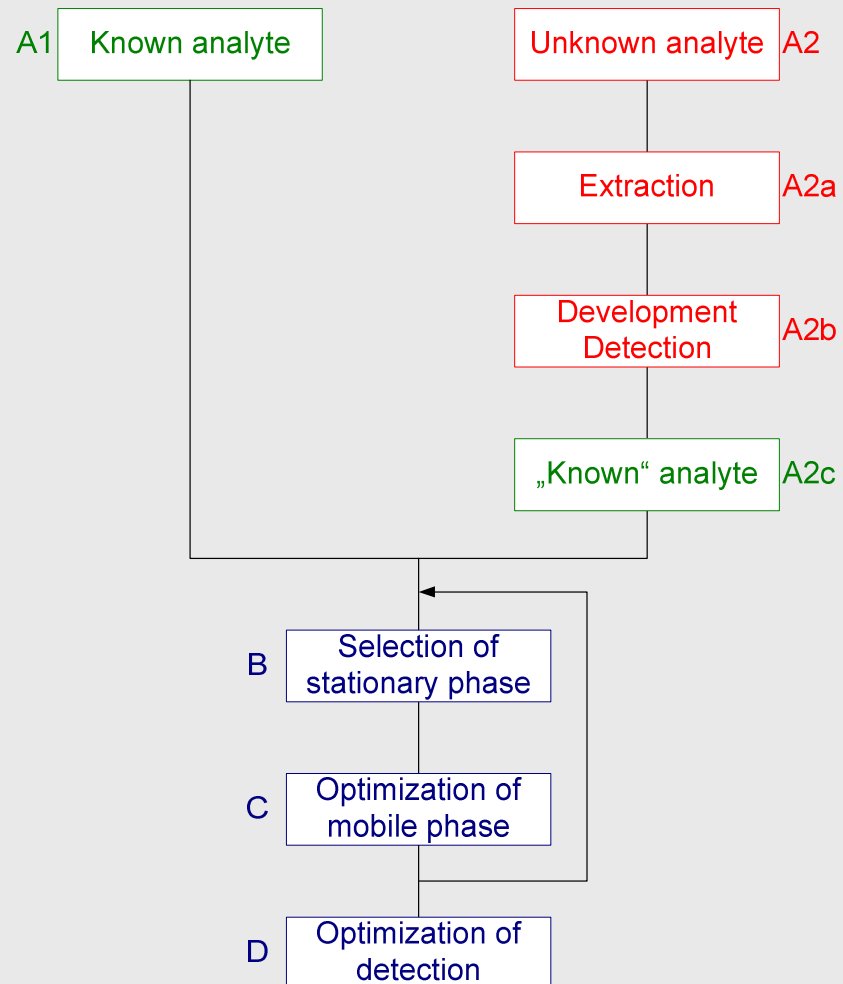 A1 Known analyte
Unknown analyte A2
Extraction A2a
Development
Detection
A2b
„Known“ analyte A2c
Selection of
stationary phase
B
Optimization of
mobile phase
C
Optimization of
detection
D